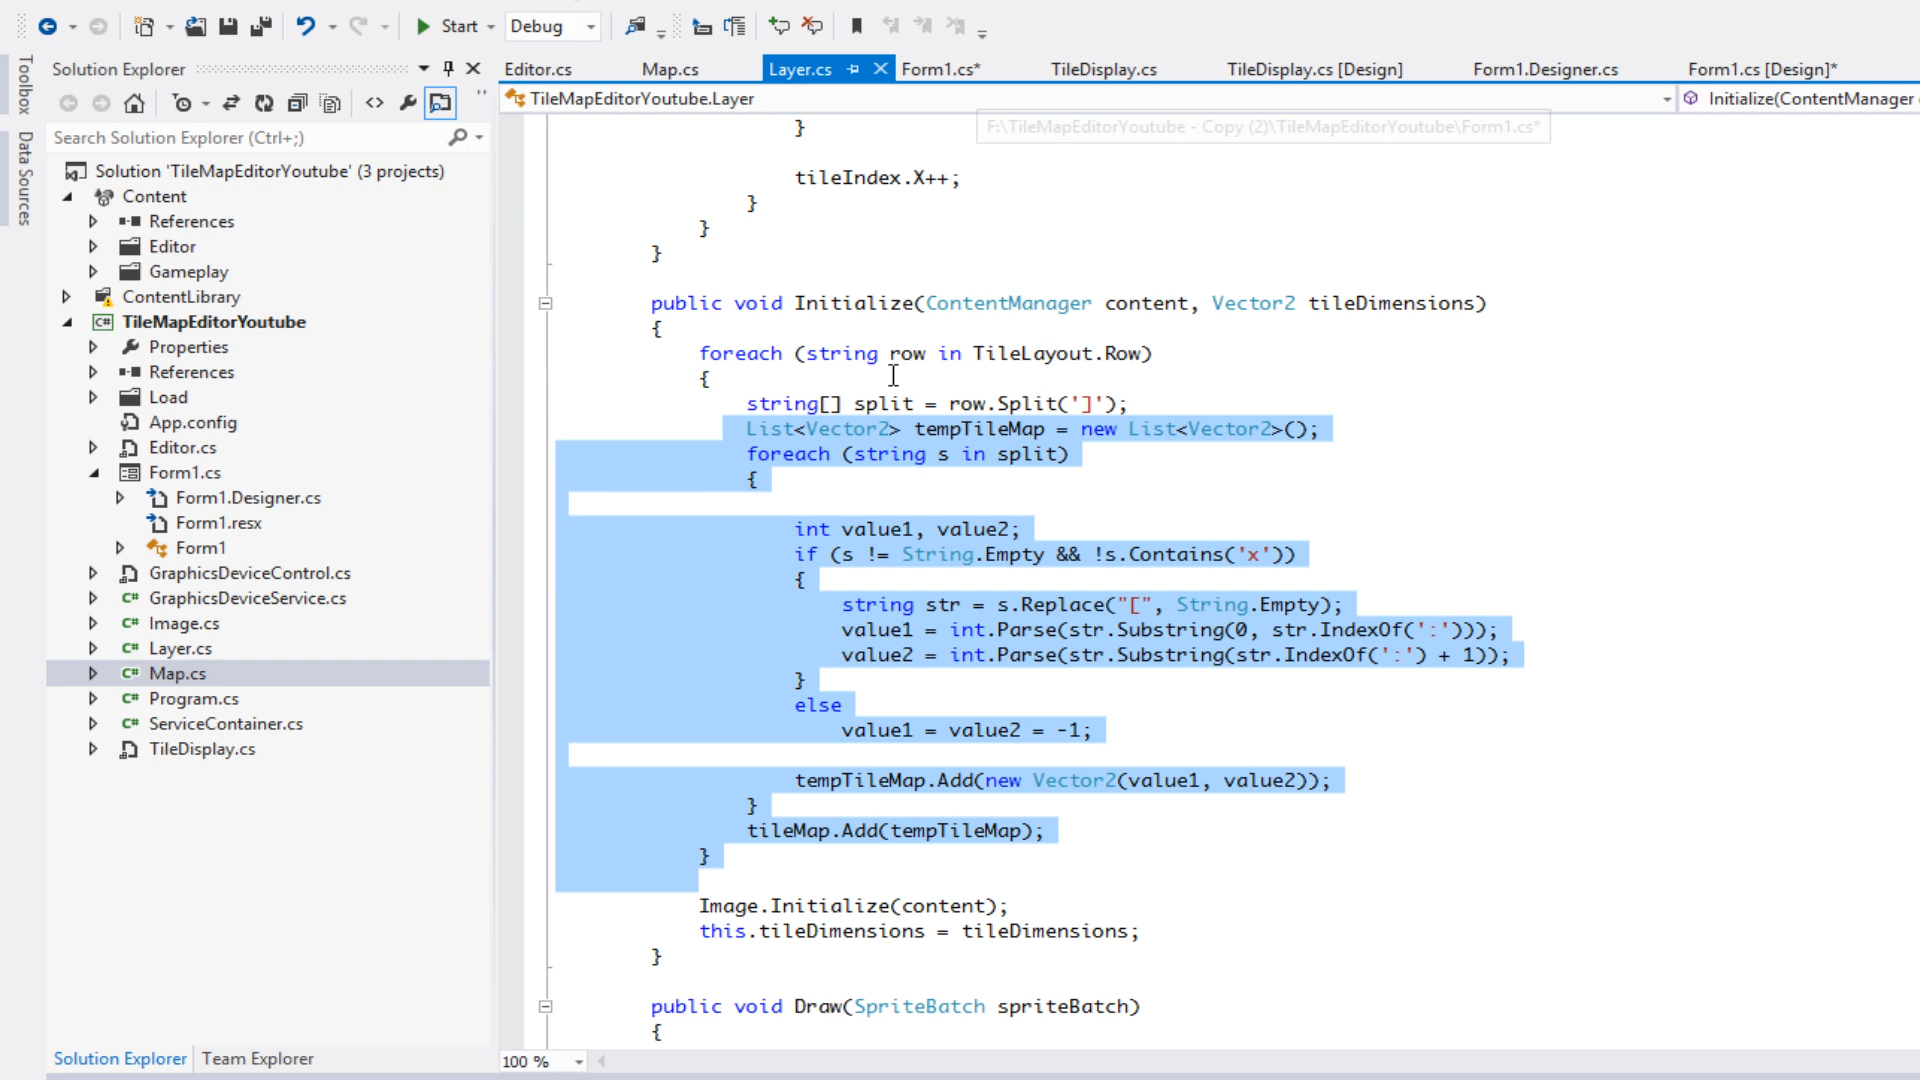 Start
Debug
Toolbox
Data Sources
Solution Explorer
Search Solution Explorer (Ctrl+;)
Solution 'TileMapEditorYoutube' (3 projects)
Content
References
Editor
Gameplay
ContentLibrary
TileMapEditorYoutube
Properties
References
Load
App.config
Editor.cs
Form1.cs
Form1.Designer.cs
Form1.resx
Form1
GraphicsDeviceControl.cs
GraphicsDeviceService.cs
Image.cs
Layer.cs
Map.cs
Program.cs
ServiceContainer.cs
TileDisplay.cs
Solution Explorer Team Explorer
Editor.cs Map.cs Layer.cs Form1.cs* TileDisplay.cs TileDisplay.cs [Design] Form1.Designer.cs Form1.cs [Design]*
TileMapEditorYoutube.Layer Initialize(ContentManager
F:\TileMapEditorYoutube - Copy (2)\TileMapEditorYoutube\Form1.cs*
}
tileIndex.X++;
}
}
}
public void Initialize(ContentManager content, Vector2 tileDimensions)
{
foreach (string row in TileLayout.Row)
{
string[] split = row.Split(']');
List<Vector2> tempTileMap = new List<Vector2>();
foreach (string s in split)
{
int value1, value2;
if (s != String.Empty && !s.Contains('x'))
{
string str = s.Replace("[", String.Empty);
value1 = int.Parse(str.Substring(0, str.IndexOf(':')));
value2 = int.Parse(str.Substring(str.IndexOf(':') + 1));
}
else
value1 = value2 = -1;
tempTileMap.Add(new Vector2(value1, value2));
}
tileMap.Add(tempTileMap);
}
Image.Initialize(content);
this.tileDimensions = tileDimensions;
}
public void Draw(SpriteBatch spriteBatch)
{
100 %